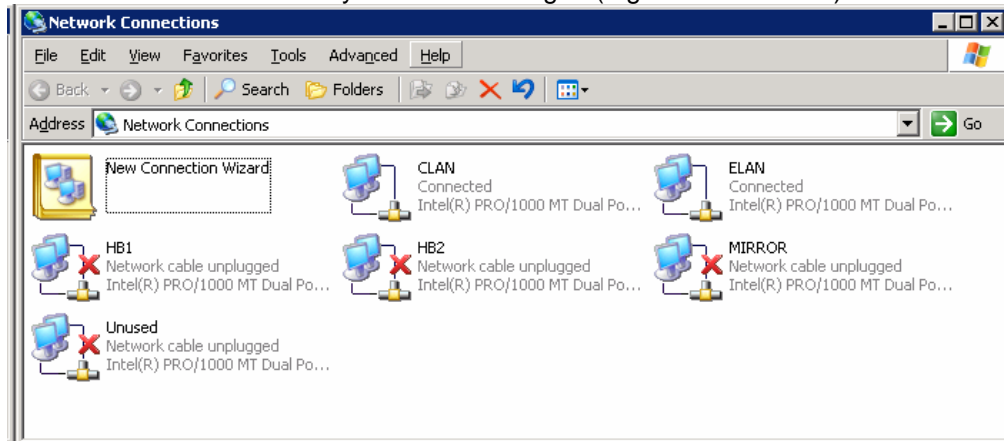 Network Connections
File Edit View Favorites Tools Advanced Help
Back Search Folders
Address Network Connections Go
New Connection Wizard
CLAN
Connected
Intel(R) PRO/1000 MT Dual Po...
ELAN
Connected
Intel(R) PRO/1000 MT Dual Po...
HB1
Network cable unplugged
Intel(R) PRO/1000 MT Dual Po...
HB2
Network cable unplugged
Intel(R) PRO/1000 MT Dual Po...
MIRROR
Network cable unplugged
Intel(R) PRO/1000 MT Dual Po...
Unused
Network cable unplugged
Intel(R) PRO/1000 MT Dual Po...